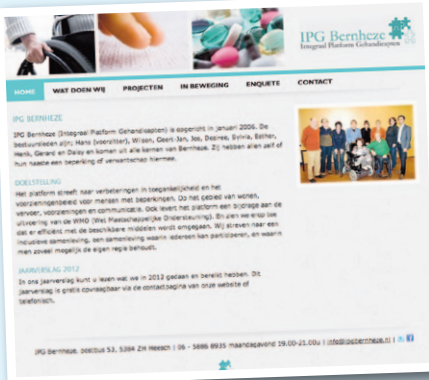 IPG Bernheze
Integraal Platform Gehandicapten
HOME WAT DOEN WIJ PROJECTEN IN BEWEGING ENQUETE CONTACT
IPG BERNHEZE
IPG Bernheze (Integraal Platform Gehandicapten) is opgericht in januari 2006. De
bestuursleden zijn; Hans (voorzitter), Wilson, Geert-Jan, Jos, Desiree, Sylvia, Esther,
Henk, Gerard en Daisy en komen uit alle kernen van Bernheze. Zij hebben allen zelf of
hun naaste een beperking of verwantschap hiermee.
DOELSTELLING
Het platform streeft naar verbeteringen in toegankelijkheid en het
voorzieningenbeleid voor mensen met beperkingen. Op het gebied van wonen,
vervoer, voorzieningen en communicatie. Ook levert het platform een bijdrage aan de
uitvoering van de WMO (Wet Maatschappelijke Ondersteuning). En zien we erop toe
dat er efficiënt met de beschikbare middelen wordt omgegaan. Wij streven naar een
inclusieve samenleving, een samenleving waarin iedereen kan participeren, en waarin
men zoveel mogelijk de eigen regie behoudt.
JAARVERSLAG 2012
In ons jaarverslag kunt u lezen wat we in 2012 gedaan en bereikt hebben. Dit
jaarverslag is gratis opvraagbaar via de contactpagina van onze website of
telefonisch.
IPG Bernheze, postbus 53, 5384 ZH Heesch | 06 - 5686 8935 maandagavond 19.00-21.00u | info@ipgbernheze.nl |